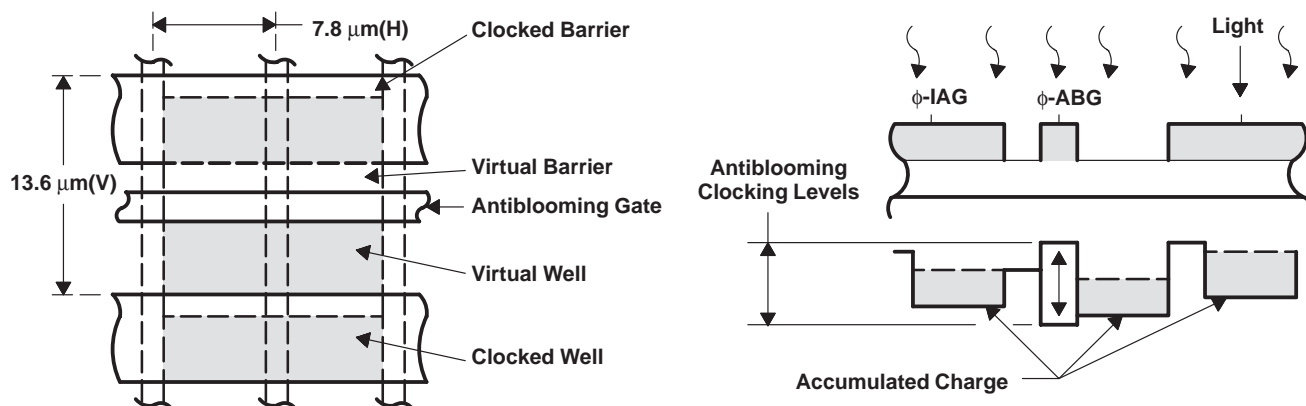 7.8 µm(H)
Clocked Barrier
Virtual Barrier
13.6 µm(V)
Antiblooming Gate
Virtual Well
Clocked Well
Light
ϕ-IAG
ϕ-ABG
Antiblooming
Clocking Levels
Accumulated Charge